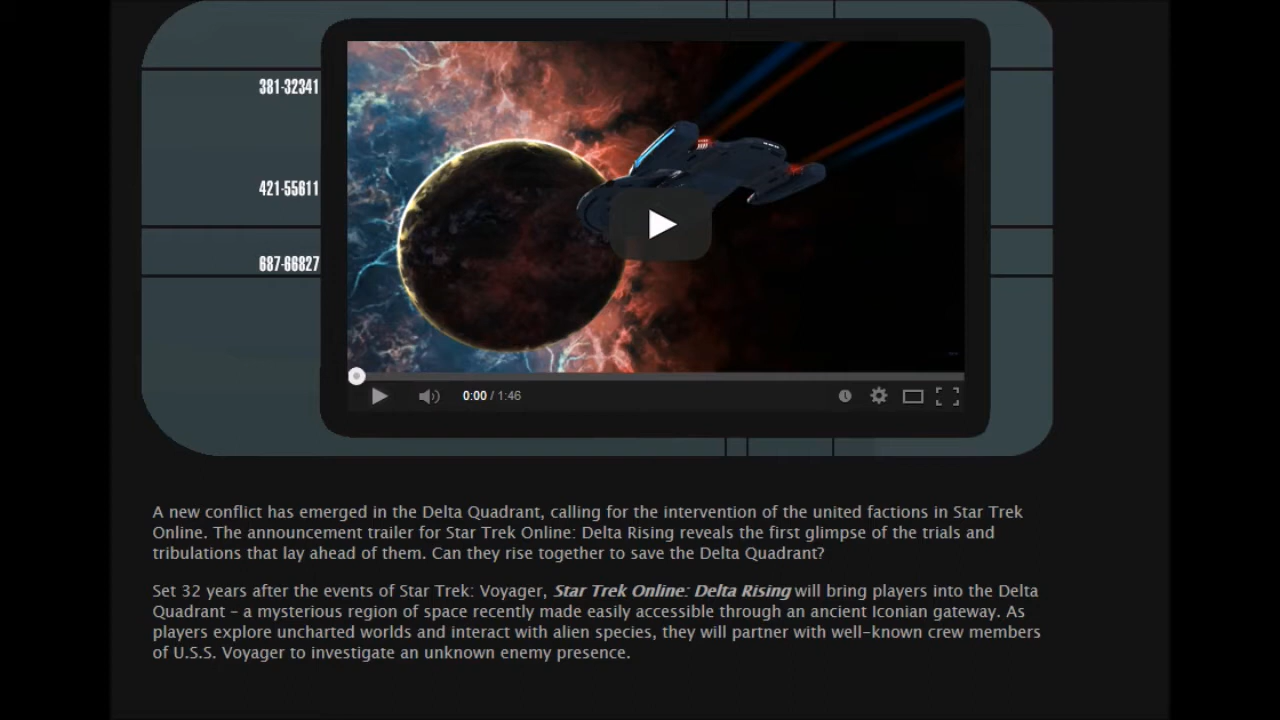 381-32341
421-55611
687-66827
0:00 / 1:46
A new conflict has emerged in the Delta Quadrant, calling for the intervention of the united factions in Star Trek
Online. The announcement trailer for Star Trek Online: Delta Rising reveals the first glimpse of the trials and
tribulations that lay ahead of them. Can they rise together to save the Delta Quadrant?
Set 32 years after the events of Star Trek: Voyager, Star Trek Online: Delta Rising will bring players into the Delta
Quadrant – a mysterious region of space recently made easily accessible through an ancient Iconian gateway. As
players explore uncharted worlds and interact with alien species, they will partner with well-known crew members
of U.S.S. Voyager to investigate an unknown enemy presence.